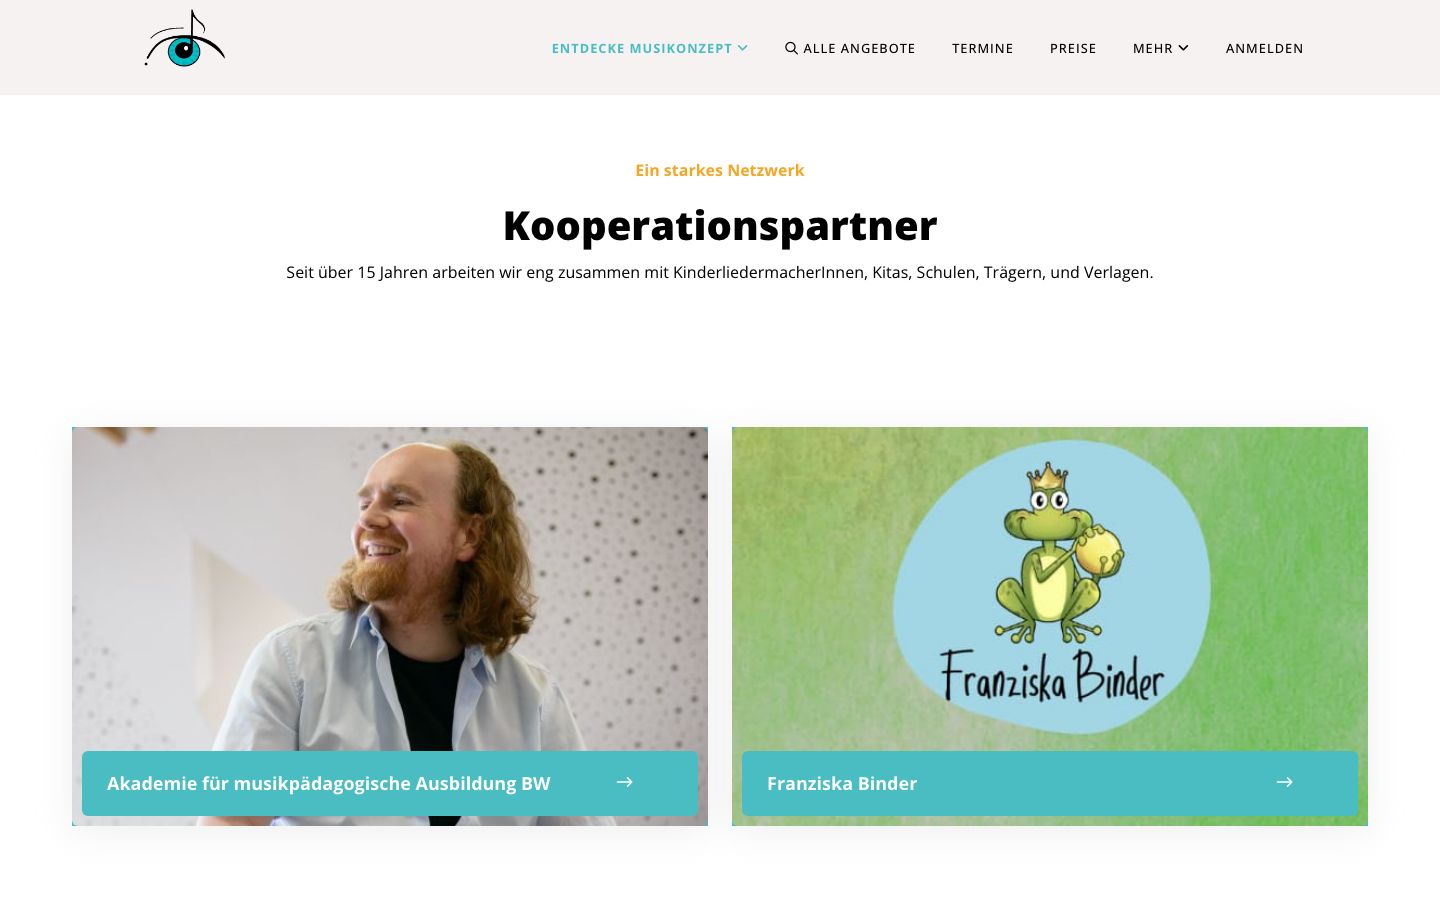 ENTDECKE MUSIKONZEPT
ALLE ANGEBOTE
TERMINE
PREISE
MEHR
ANMELDEN
Ein starkes Netzwerk
Kooperationspartner
Seit über 15 Jahren arbeiten wir eng zusammen mit KinderliedermacherInnen, Kitas, Schulen, Trägern, und Verlagen.
Akademie für musikpädagogische Ausbildung BW
Franziska Binder
Franziska Binder